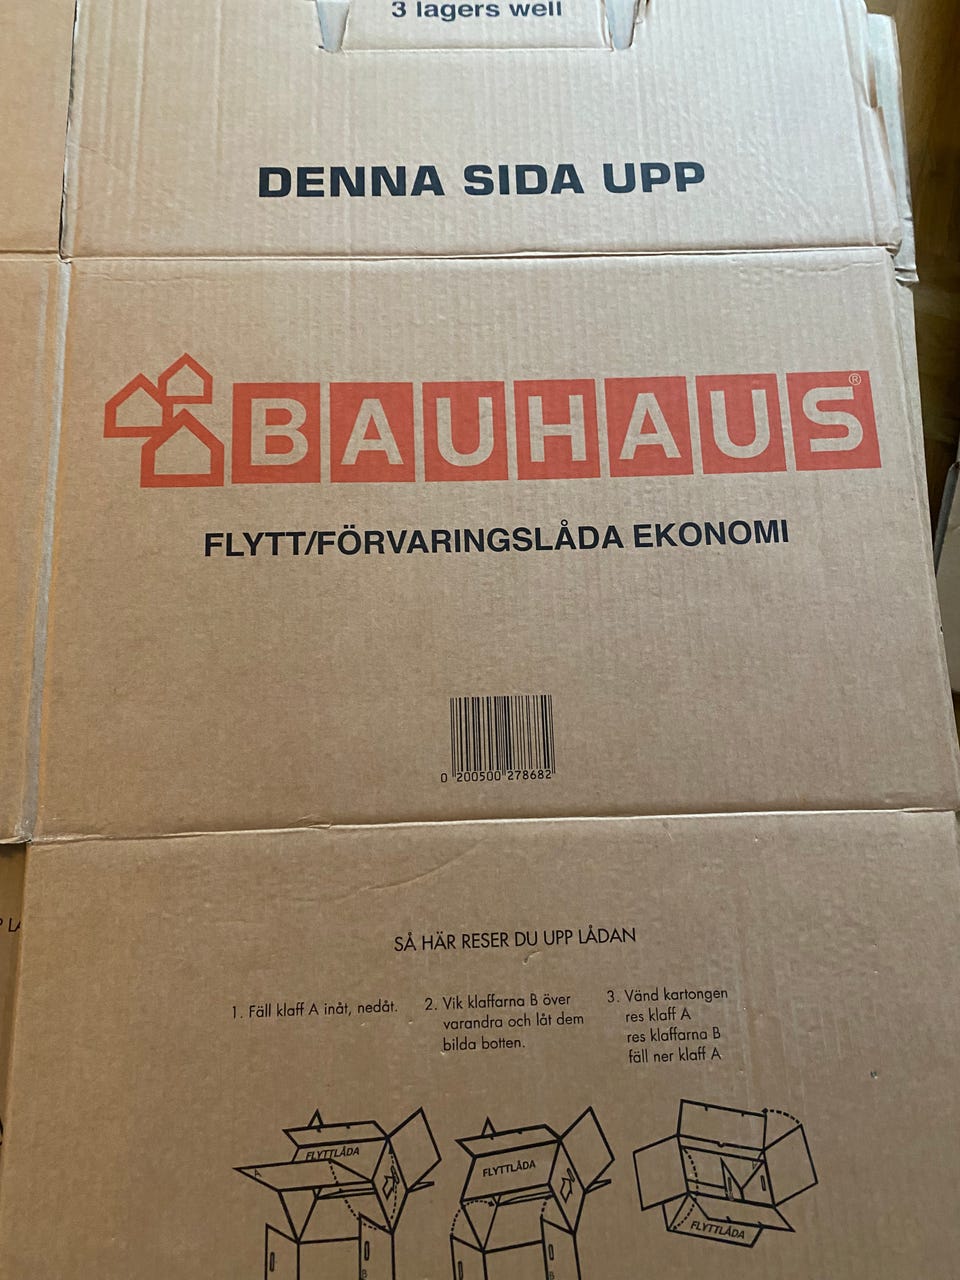 3 lagers well
DENNA SIDA UPP
BAUHAUS®
FLYTT/FÖRVARINGSLÅDA EKONOMI
0 200500 278682
SÅ HÄR RESER DU UPP LÅDAN
1. Fäll klaff A inåt, nedåt.
2. Vik klaffarna B över
varandra och låt dem
bilda botten.
3. Vänd kartongen
res klaff A
res klaffarna B
fäll ner klaff A
A
FLYTTLÅDA
B
FLYTTLÅDA
B
FLYTTLÅDA